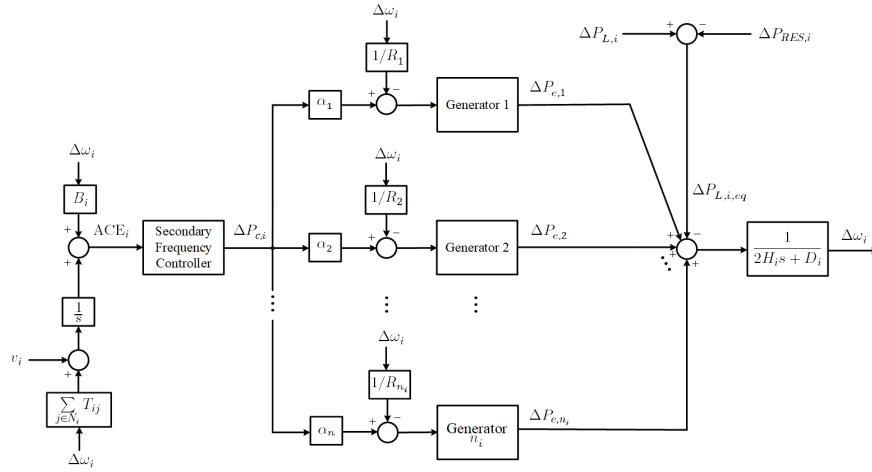 Δω_i
B_i
+
+
ACE_i
Secondary
Frequency
Controller
ΔP_{c,i}
1/s
v_i
+
∑_{j∈N_i} T_{ij}
Δω_i
Δω_i
1/R_1
α_1
+
−
Generator 1
ΔP_{e,1}
Δω_i
1/R_2
α_2
+
−
Generator 2
ΔP_{e,2}
Δω_i
1/R_{n_i}
α_n
+
−
Generator
n_i
ΔP_{e,n_i}
ΔP_{L,i}
+
−
ΔP_{RES,i}
ΔP_{L,i,eq}
+
−
+
+
1
2H_i s + D_i
Δω_i